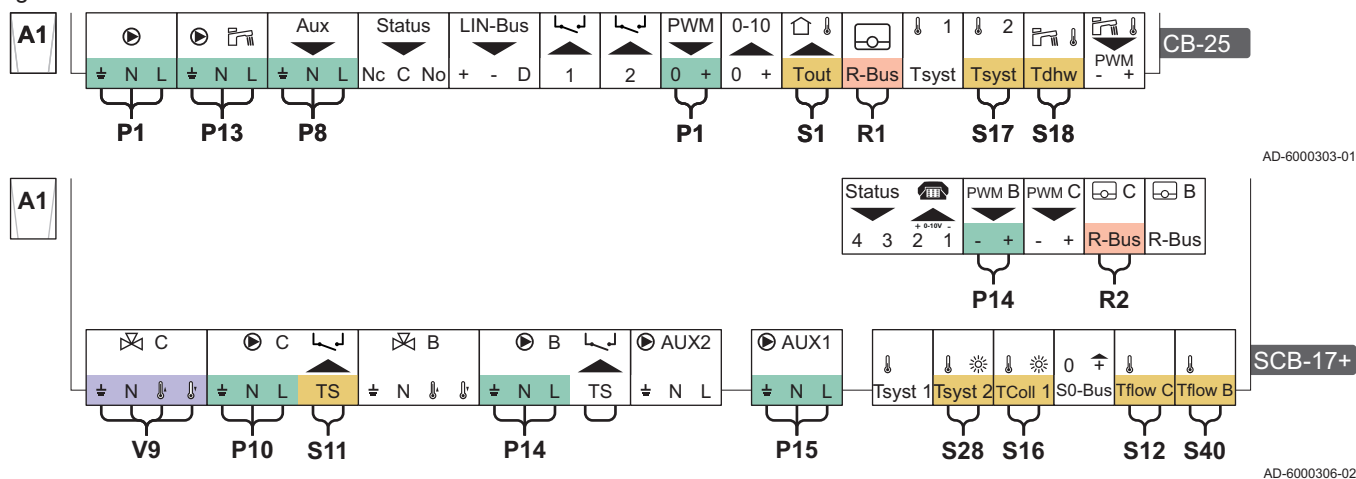 A1
Aux Status LIN-Bus PWM 0-10 1 2 CB-25
⏚ N L ⏚ N L ⏚ N L Nc C No + - D 1 2 0 + 0 + Tout R-Bus Tsyst Tsyst Tdhw PWM - +
P1 P13 P8 P1 S1 R1 S17 S18
AD-6000303-01
A1
Status PWM B PWM C C B
+ 0-10V -
4 3 2 1 - + - + R-Bus R-Bus
P14 R2
C C B B AUX2 AUX1 0 + SCB-17+
⏚ N ⏚ N L TS ⏚ N ⏚ N L TS ⏚ N L ⏚ N L Tsyst 1 Tsyst 2 TColl 1 S0-Bus Tflow C Tflow B
V9 P10 S11 P14 P15 S28 S16 S12 S40
AD-6000306-02